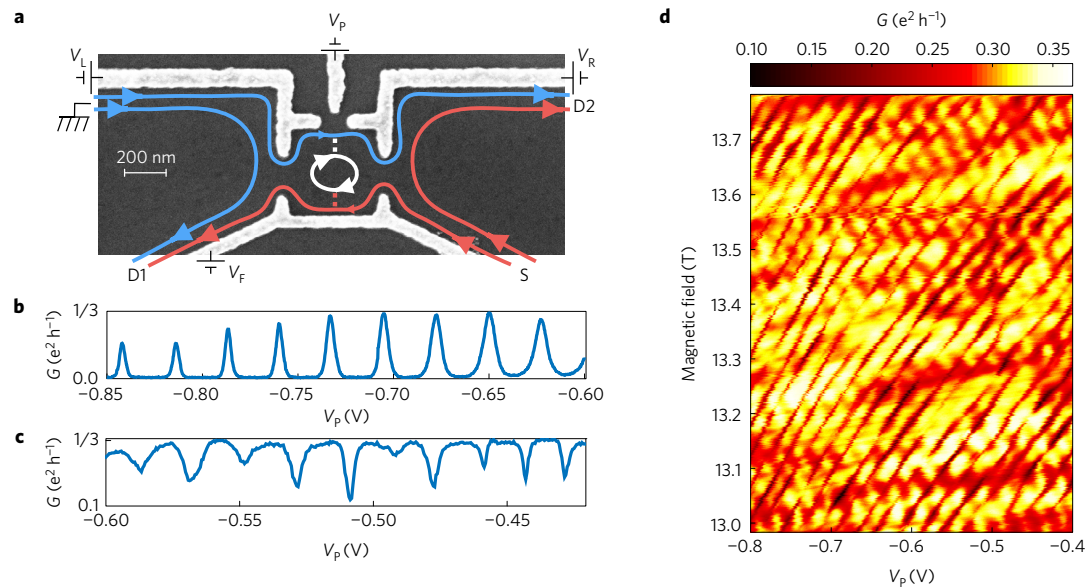 a
V_P
V_L
V_R
D2
200 nm
D1
V_F
S
b
1/3
G (e² h⁻¹)
0.0
−0.85 −0.80 −0.75 −0.70 −0.65 −0.60
V_P (V)
c
1/3
G (e² h⁻¹)
0.1
−0.60 −0.55 −0.50 −0.45
V_P (V)
d
G (e² h⁻¹)
0.10 0.20 0.25 0.30 0.35
Magnetic field (T)
13.7
13.6
13.5
13.4
13.3
13.2
13.1
13.0
−0.8 −0.7 −0.6 −0.5 −0.4
V_P (V)